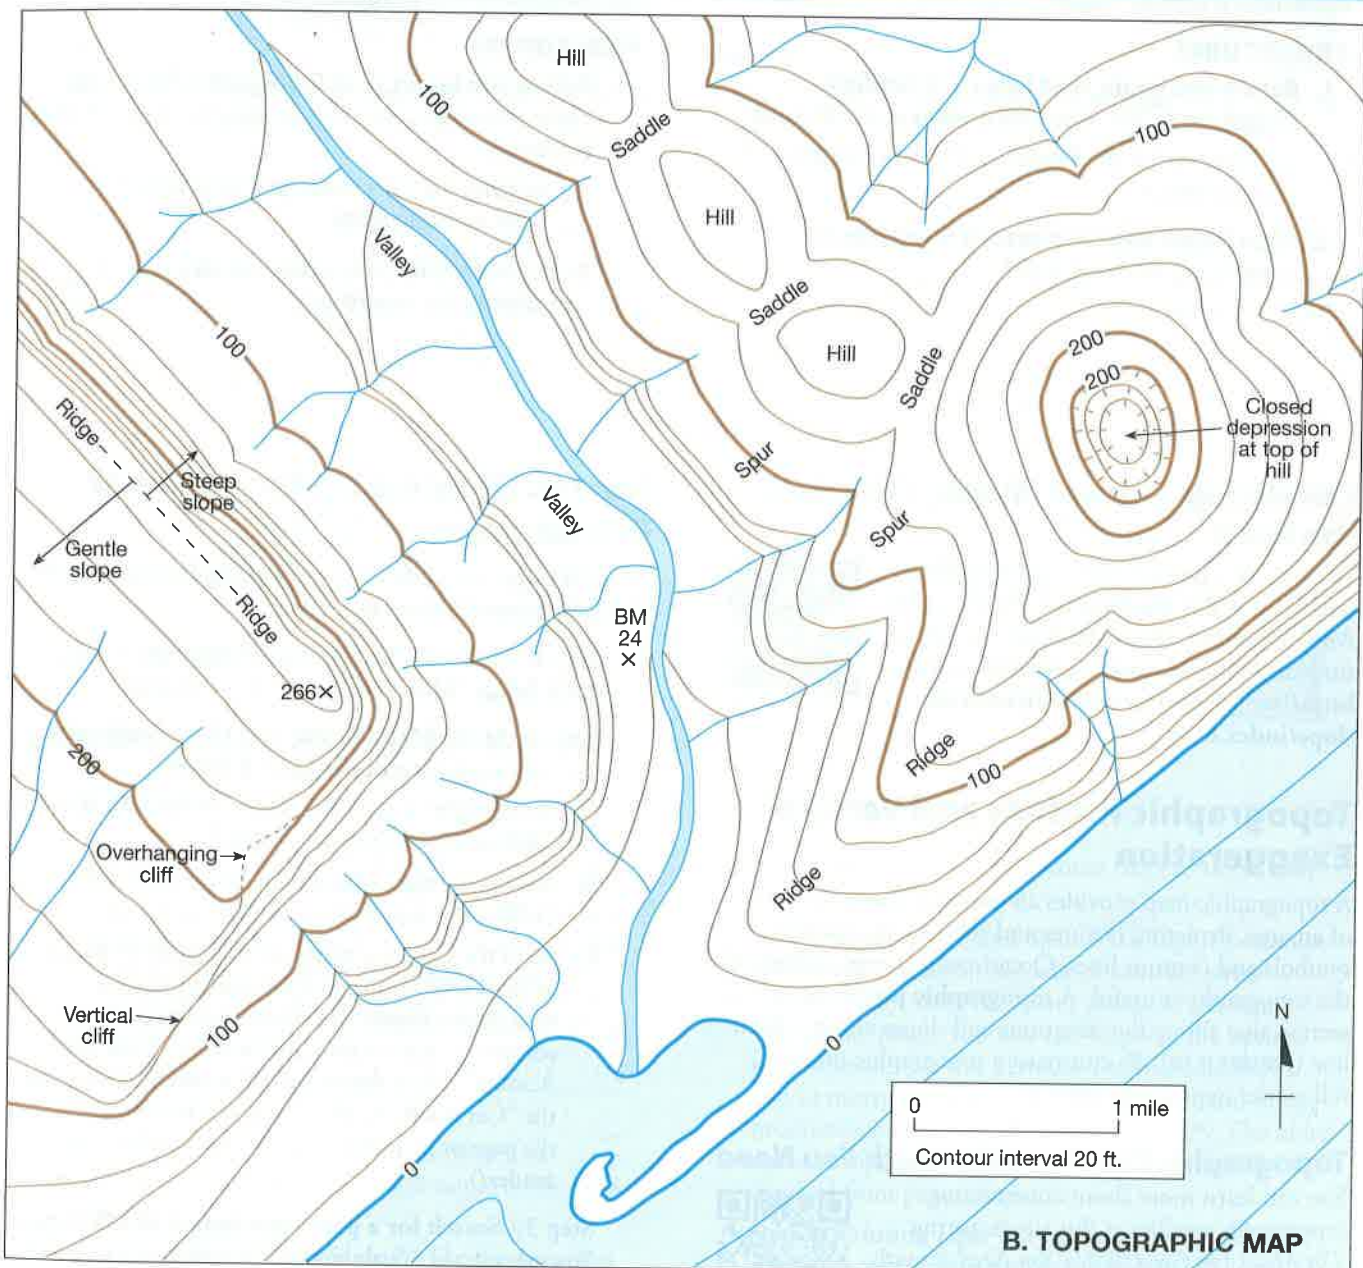 Hill
100
Saddle
100
Hill
Valley
Saddle
100
Hill
Saddle
200
200
Closed
depression
at top of
hill
Ridge
Steep
slope
Spur
Valley
Spur
Gentle
slope
Ridge
BM
24
×
266×
200
Ridge
100
Overhanging
cliff
Ridge
Vertical
cliff
100
0
N
0
1 mile
Contour interval 20 ft.
0
B. TOPOGRAPHIC MAP